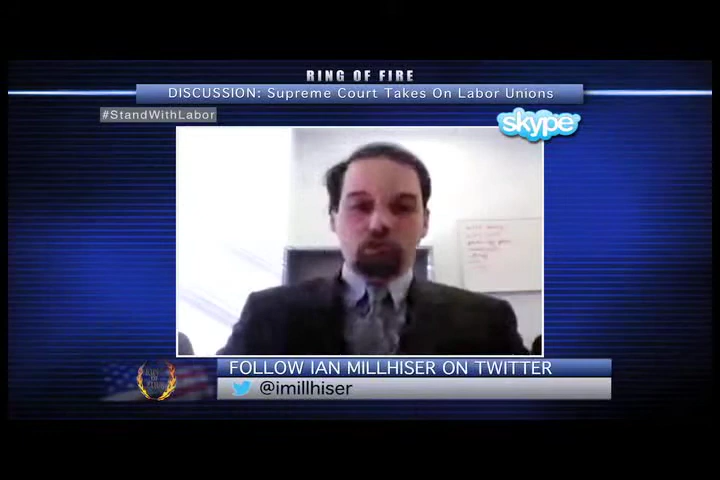 RING OF FIRE
DISCUSSION: Supreme Court Takes On Labor Unions
#StandWithLabor
skype
FOLLOW IAN MILLHISER ON TWITTER
@imillhiser